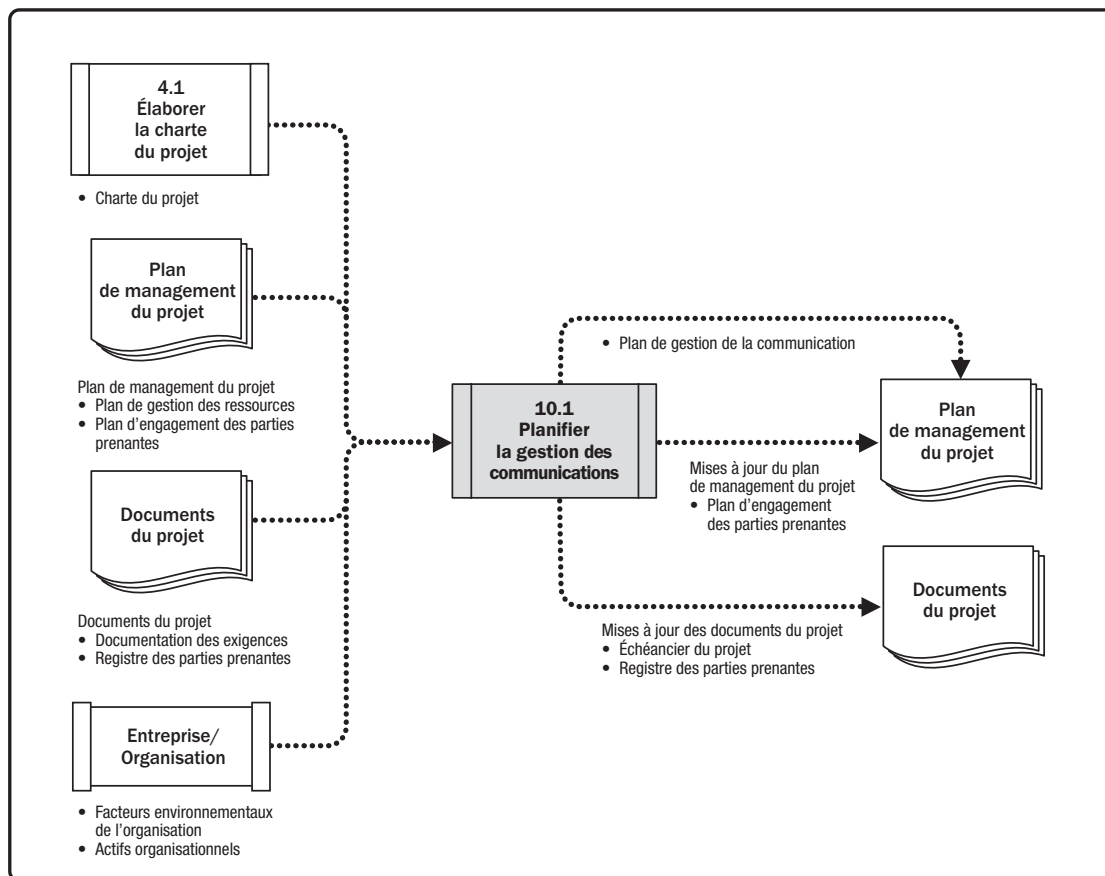 4.1
Élaborer
la charte
du projet
• Charte du projet
Plan
de management
du projet
Plan de management du projet
• Plan de gestion des ressources
• Plan d'engagement des parties
prenantes
Documents
du projet
Documents du projet
• Documentation des exigences
• Registre des parties prenantes
Entreprise/
Organisation
• Facteurs environnementaux
de l'organisation
• Actifs organisationnels
10.1
Planifier
la gestion des
communications
• Plan de gestion de la communication
Mises à jour du plan
de management du projet
• Plan d'engagement
des parties prenantes
Mises à jour des documents du projet
• Échéancier du projet
• Registre des parties prenantes
Plan
de management
du projet
Documents
du projet